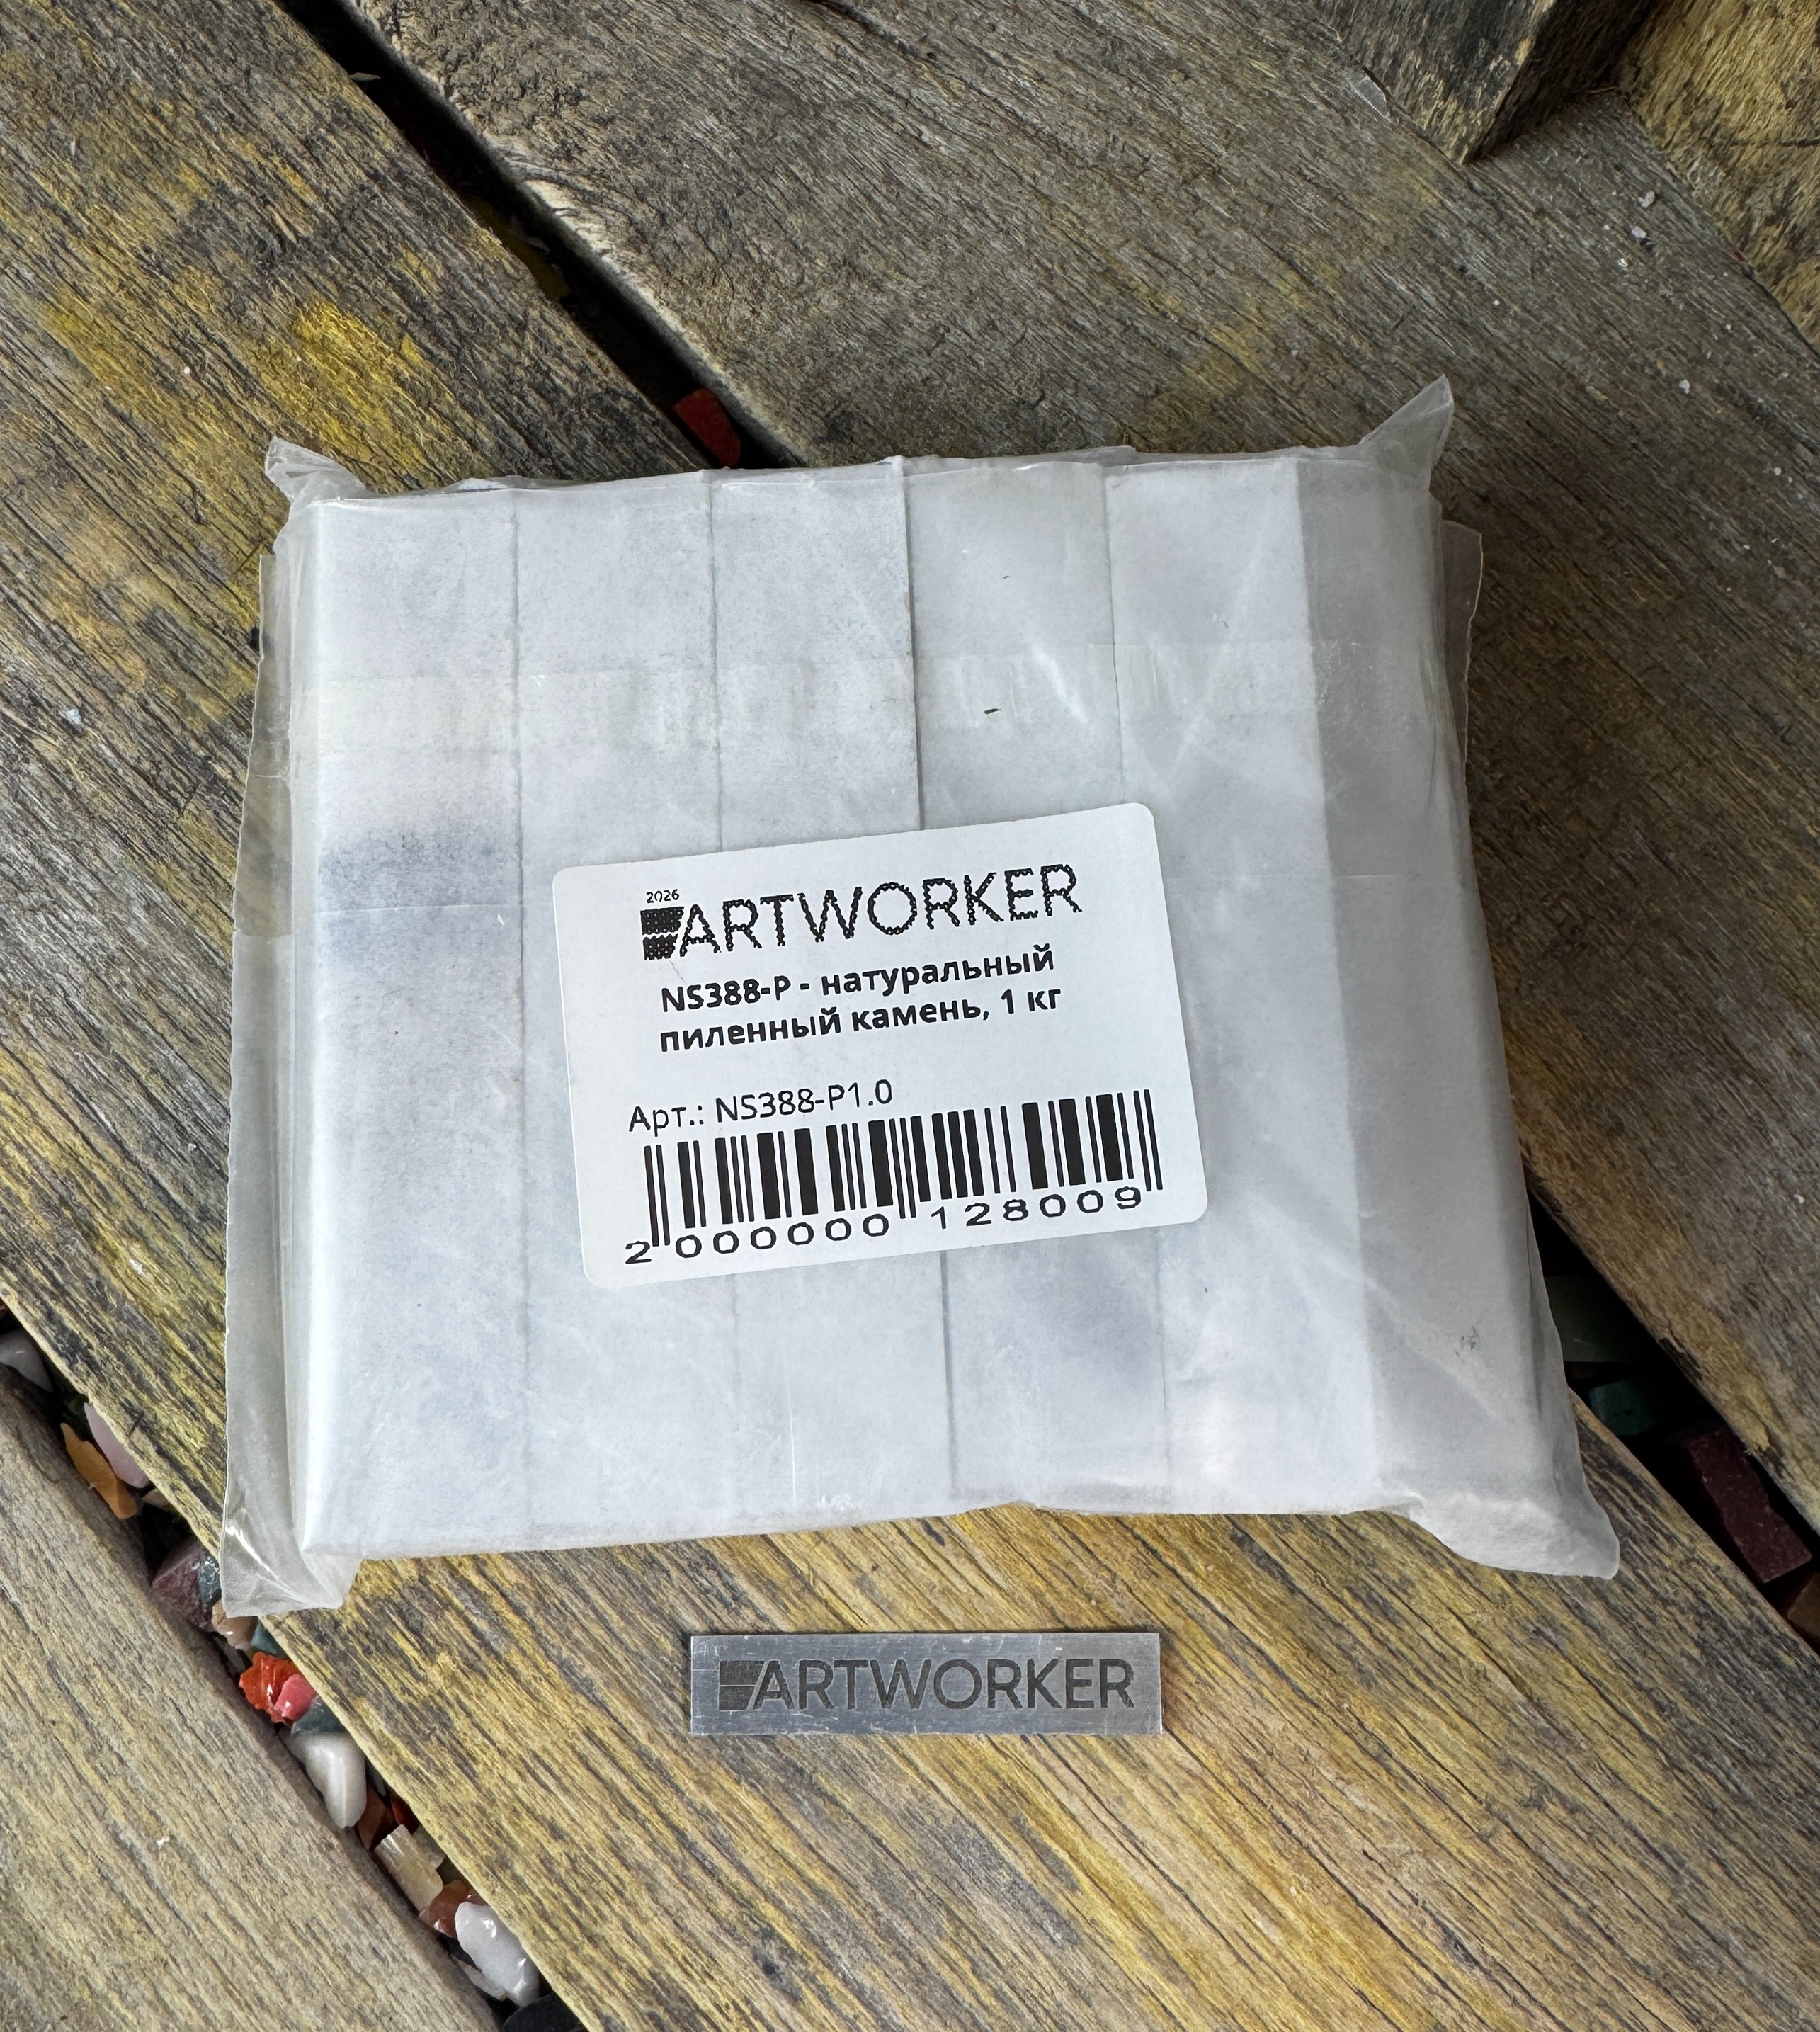 2026
ARTWORKER
NS388-P - натуральный
пиленный камень, 1 кг
Арт.: NS388-P1.0
2 000000 128009
ARTWORKER